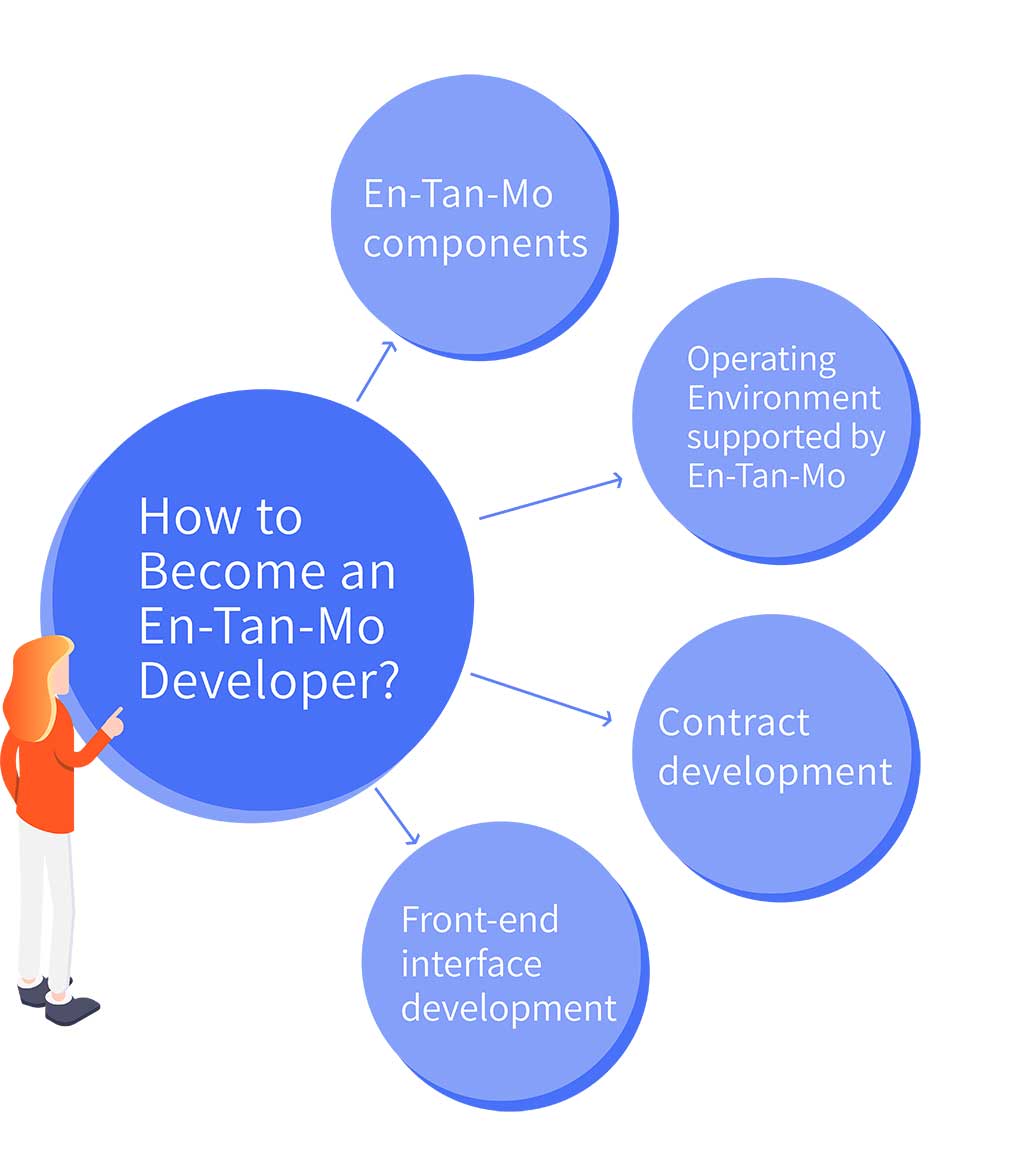 En-Tan-Mo
components
Operating
Environment
supported by
En-Tan-Mo
How to
Become an
En-Tan-Mo
Developer?
Contract
development
Front-end
interface
development